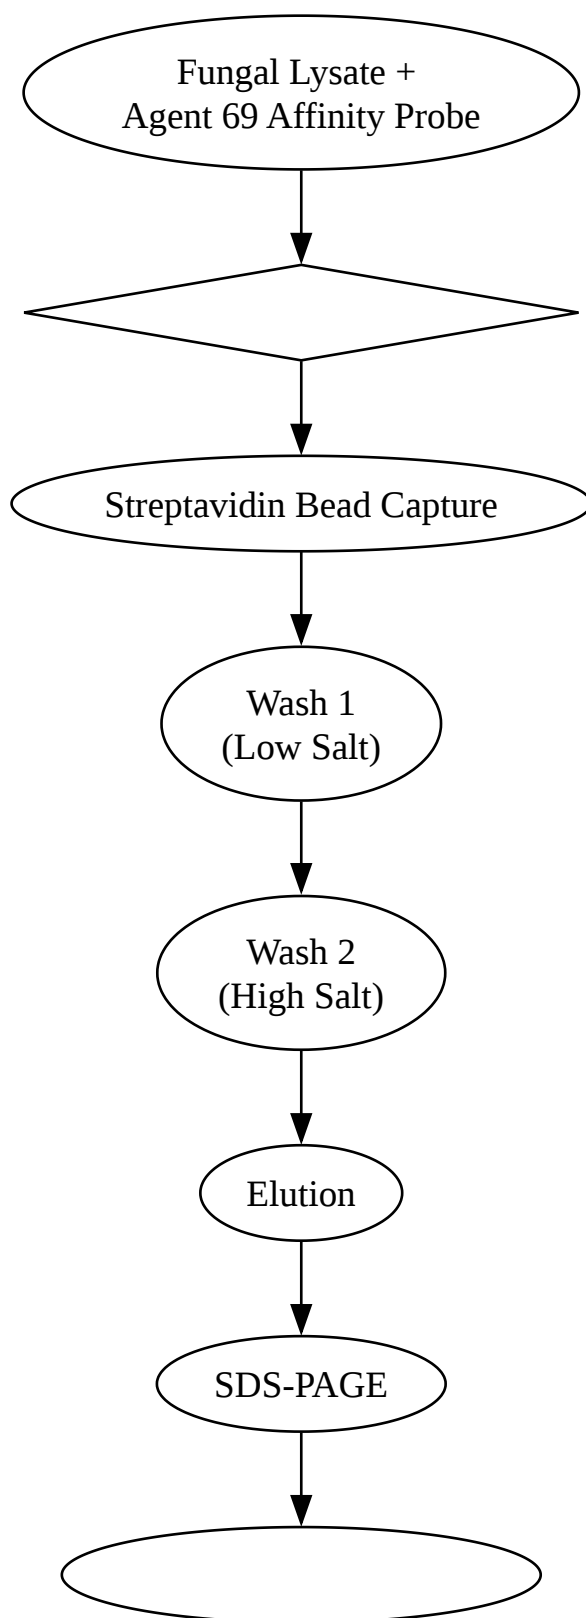 Fungal Lysate +
Agent 69 Affinity Probe
Streptavidin Bead Capture
Wash 1
(Low Salt)
Wash 2
(High Salt)
Elution
SDS-PAGE